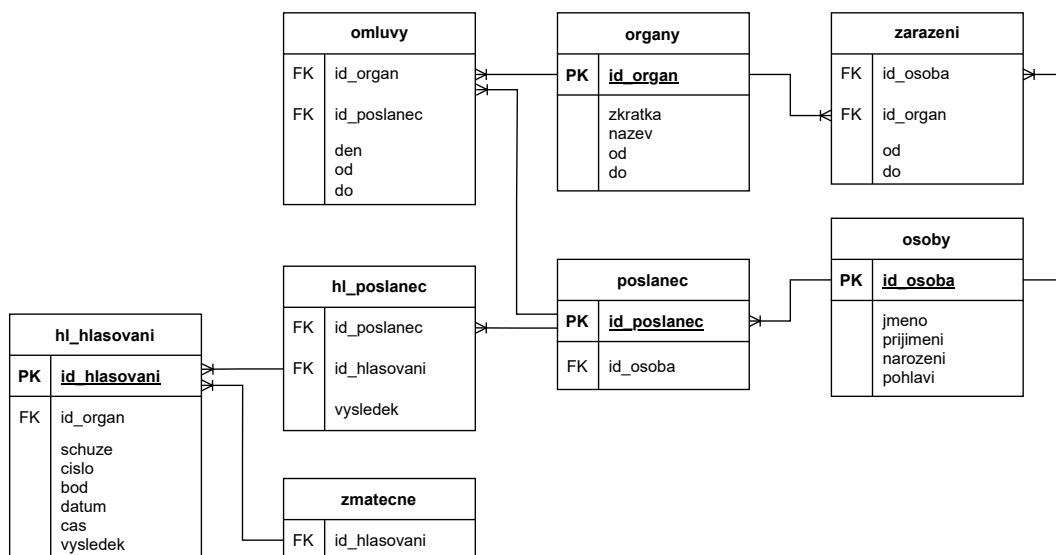 omluvy
FK id_organ
FK id_poslanec
den
od
do
organy
PK id_organ
zkratka
nazev
od
do
zarazeni
FK id_osoba
FK id_organ
od
do
hl_hlasovani
PK id_hlasovani
FK id_organ
schuze
cislo
bod
datum
cas
vysledek
hl_poslanec
FK id_poslanec
FK id_hlasovani
vysledek
poslanec
PK id_poslanec
FK id_osoba
osoby
PK id_osoba
jmeno
prijimeni
narozeni
pohlavi
zmatecne
FK id_hlasovani